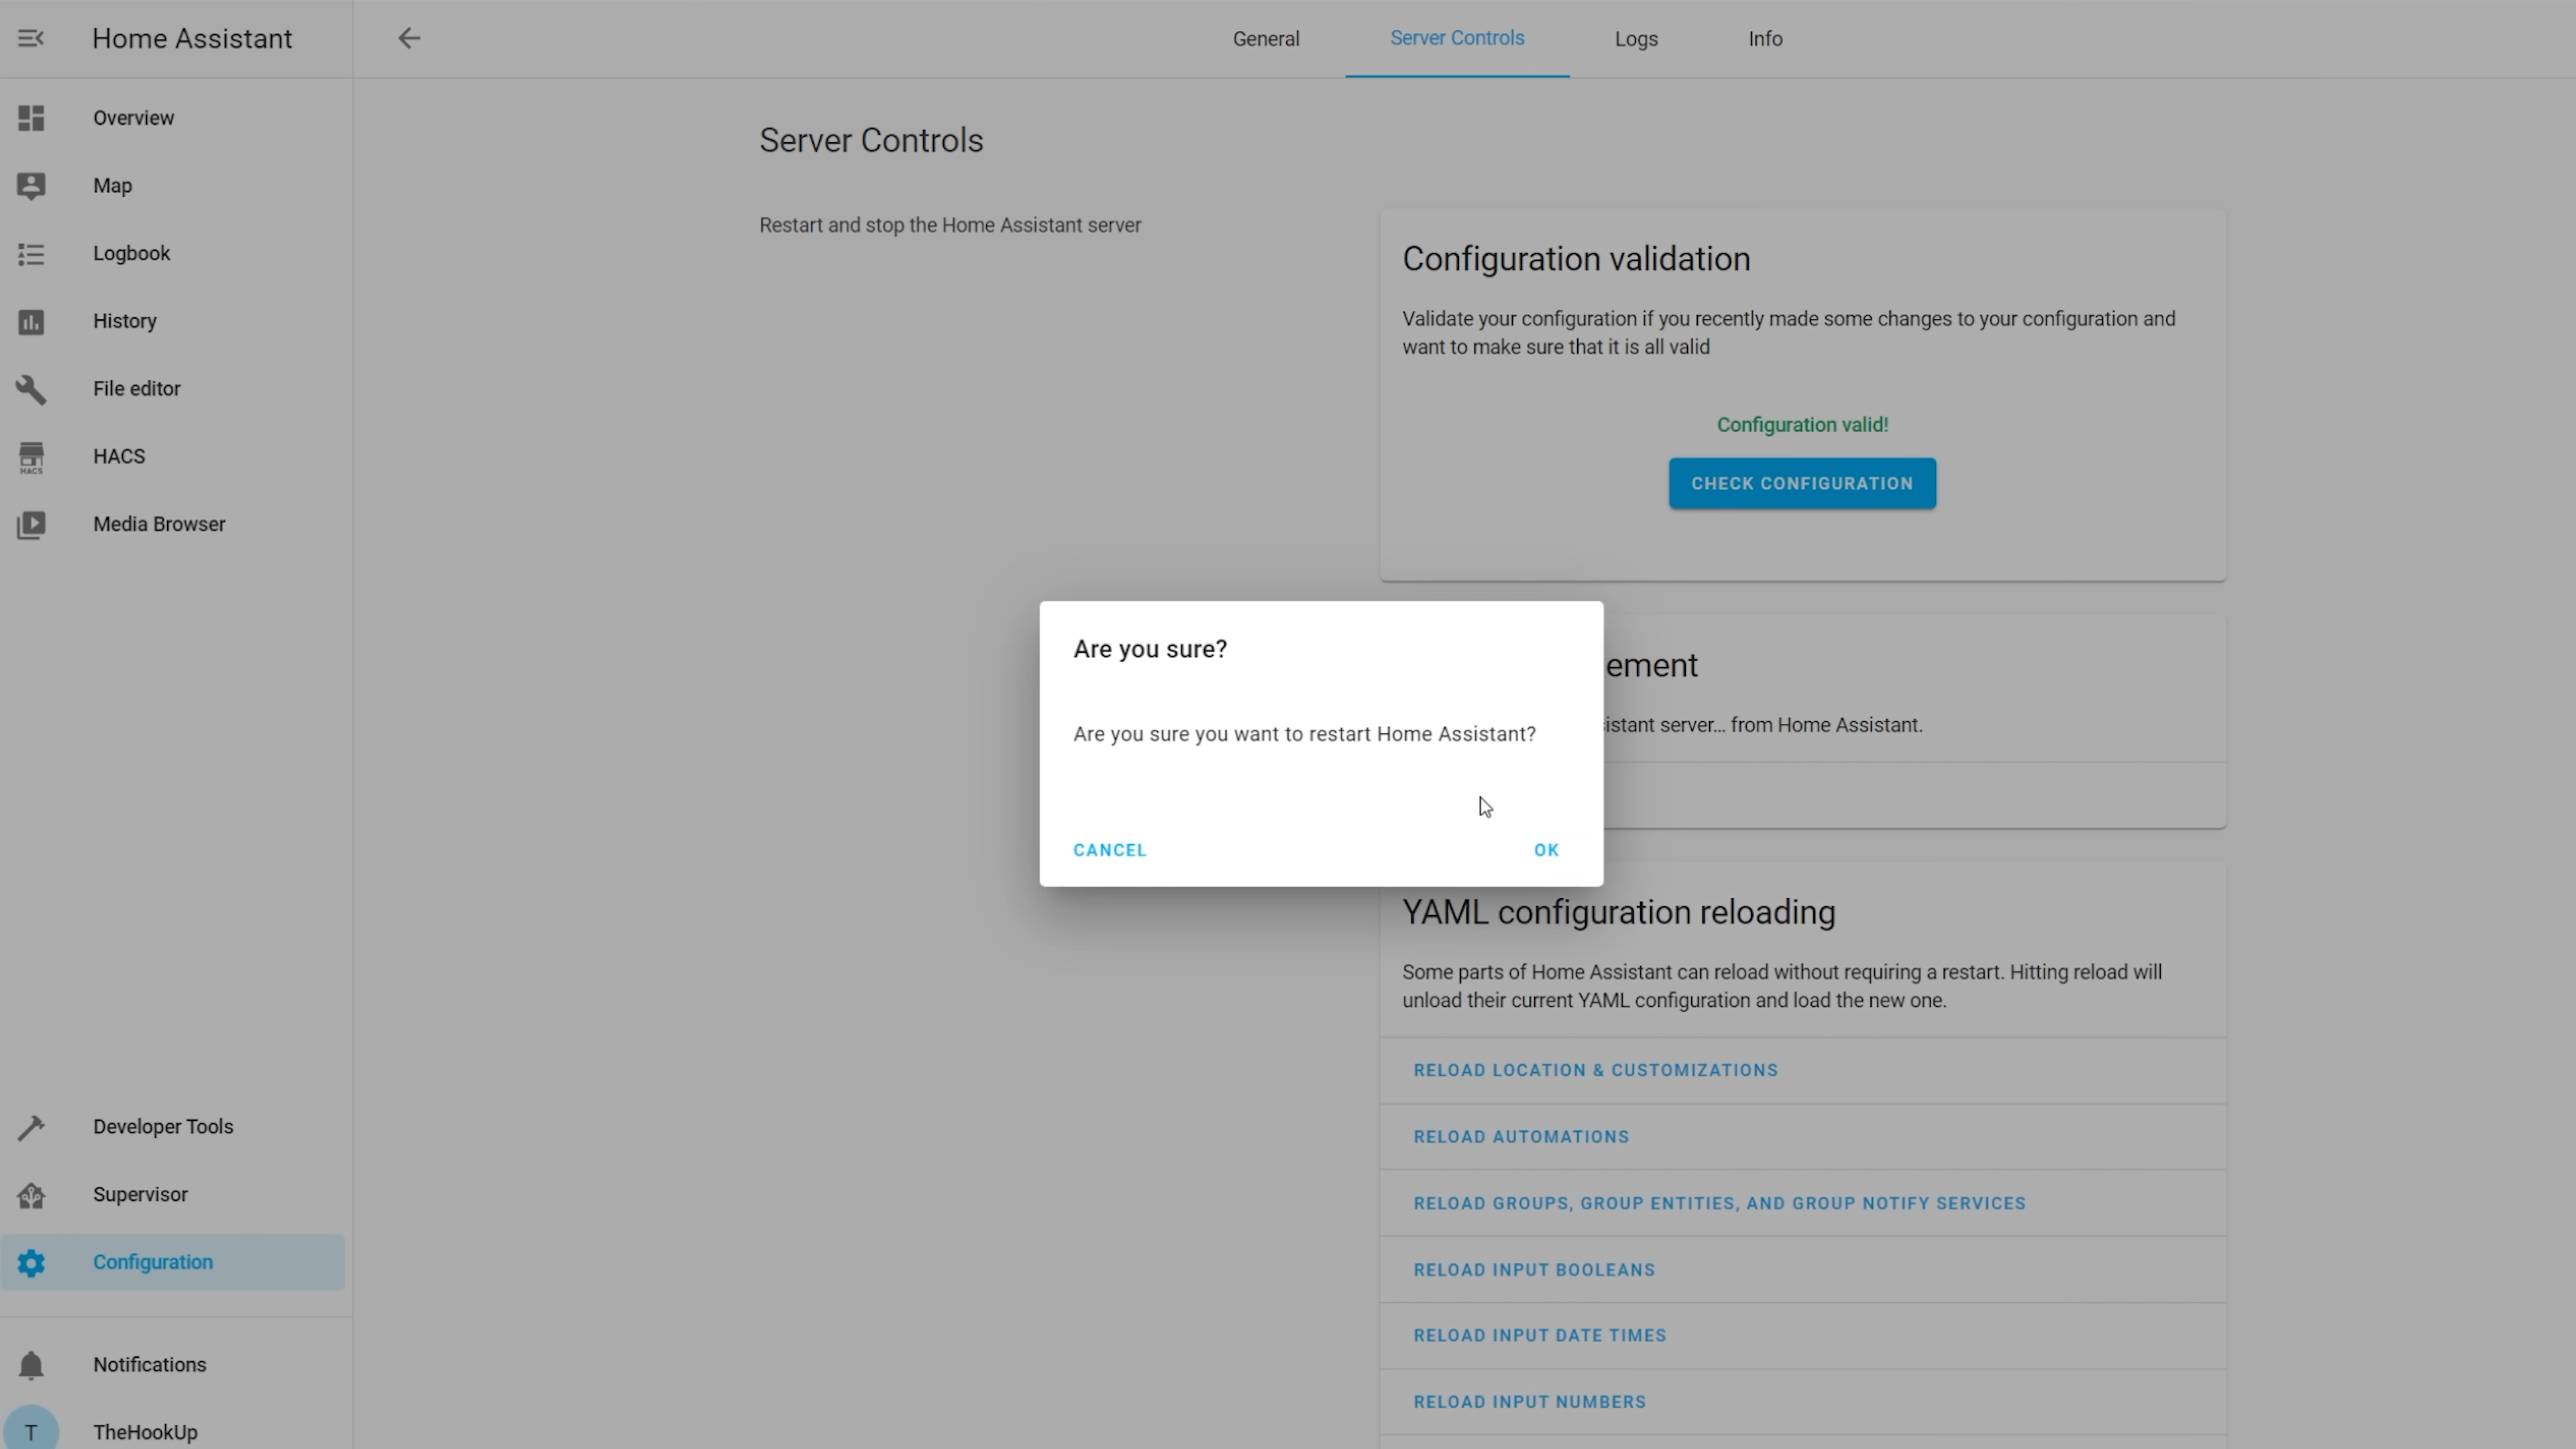 Home Assistant
General
Server Controls
Logs
Info
Overview
Map
Logbook
History
File editor
HACS
HACS
Media Browser
Developer Tools
Supervisor
Configuration
Notifications
T
TheHookUp
Server Controls
Restart and stop the Home Assistant server
Configuration validation
Validate your configuration if you recently made some changes to your configuration and
want to make sure that it is all valid
Configuration valid!
CHECK CONFIGURATION
ement
istant server... from Home Assistant.
Are you sure?
Are you sure you want to restart Home Assistant?
CANCEL
OK
YAML configuration reloading
Some parts of Home Assistant can reload without requiring a restart. Hitting reload will
unload their current YAML configuration and load the new one.
RELOAD LOCATION & CUSTOMIZATIONS
RELOAD AUTOMATIONS
RELOAD GROUPS, GROUP ENTITIES, AND GROUP NOTIFY SERVICES
RELOAD INPUT BOOLEANS
RELOAD INPUT DATE TIMES
RELOAD INPUT NUMBERS